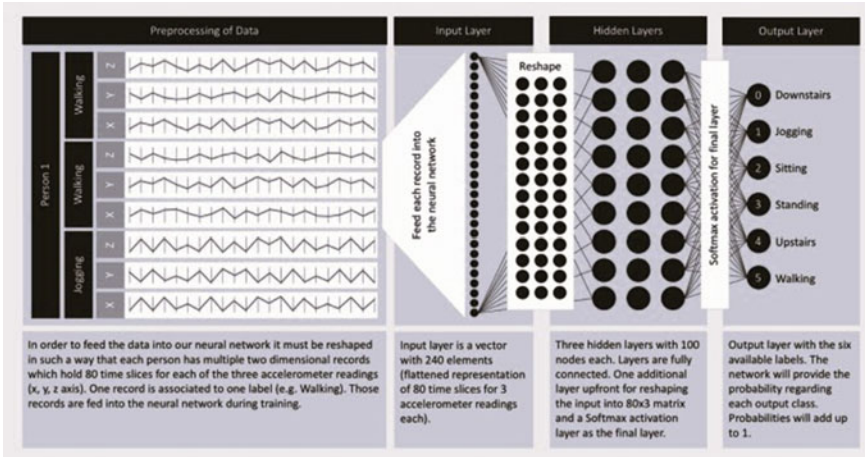 Preprocessing of Data
Input Layer
Hidden Layers
Output Layer
Person 1
Walking
Z
Y
X
Walking
Z
Y
X
Jogging
Z
Y
X
Feed each record into
the neural network
Reshape
Softmax activation for final layer
0 Downstairs
1 Jogging
2 Sitting
3 Standing
4 Upstairs
5 Walking
In order to feed the data into our neural network it must be reshaped
in such a way that each person has multiple two dimensional records
which hold 80 time slices for each of the three accelerometer readings
(x, y, z axis). One record is associated to one label (e.g. Walking). Those
records are fed into the neural network during training.
Input layer is a vector
with 240 elements
(flattened representation
of 80 time slices for 3
accelerometer readings
each).
Three hidden layers with 100
nodes each. Layers are fully
connected. One additional
layer upfront for reshaping
the input into 80x3 matrix
and a Softmax activation
layer as the final layer.
Output layer with the six
available labels. The
network will provide the
probability regarding
each output class.
Probabilities will add up
to 1.